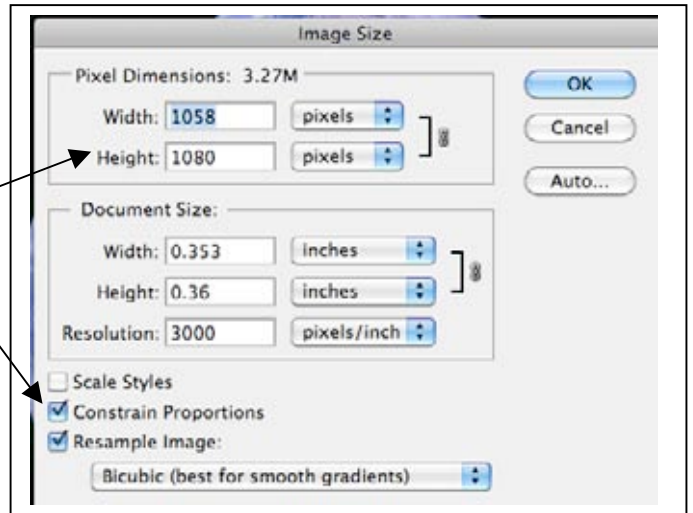 Image Size
Pixel Dimensions: 3.27M
OK
Width: 1058 pixels
Cancel
Height: 1080 pixels
Auto...
Document Size:
Width: 0.353 inches
Height: 0.36 inches
Resolution: 3000 pixels/inch
Scale Styles
Constrain Proportions
Resample Image:
Bicubic (best for smooth gradients)